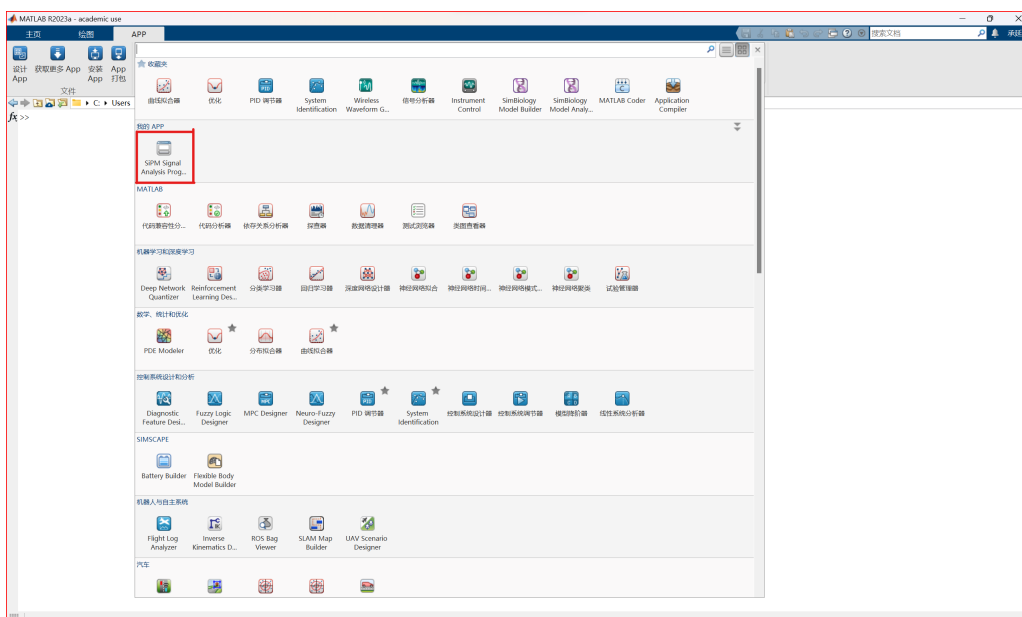 MATLAB R2023a - academic use
主页 绘图 APP
搜索文档
承廷
设计 App
获取更多 App
安装 App
App 打包
文件
C: Users
fx >>
收藏夹
曲线拟合器
优化
PID 调节器
System Identification
Wireless Waveform G...
信号分析器
Instrument Control
SimBiology Model Builder
SimBiology Model Analy...
MATLAB Coder
Application Compiler
我的 APP
SiPM Signal Analysis Prog...
MATLAB
代码兼容性分...
代码分析器
依存关系分析器
探查器
数据清理器
测试浏览器
类图查看器
机器学习和深度学习
Deep Network Quantizer
Reinforcement Learning Des...
分类学习器
回归学习器
深度网络设计器
神经网络拟合
神经网络时间...
神经网络模式...
神经网络聚类
试验管理器
数学、统计和优化
PDE Modeler
优化
分布拟合器
曲线拟合器
控制系统设计和分析
Diagnostic Feature Desi...
Fuzzy Logic Designer
MPC Designer
Neuro-Fuzzy Designer
PID 调节器
System Identification
控制系统设计器
控制系统调节器
模型降阶器
线性系统分析器
SIMSCAPE
Battery Builder
Flexible Body Model Builder
机器人与自主系统
Flight Log Analyzer
Inverse Kinematics D...
ROS Bag Viewer
SLAM Map Builder
UAV Scenario Designer
汽车